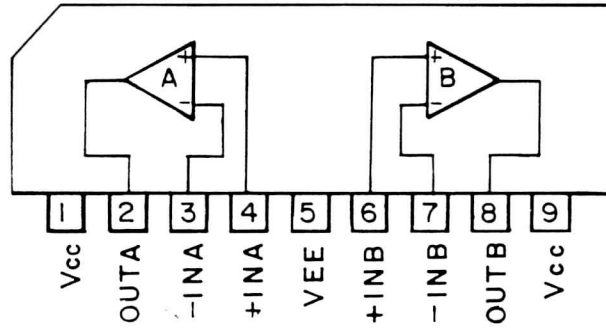 A B
+ +
− −
1 2 3 4 5 6 7 8 9
Vcc
OUTA
−INA
+INA
VEE
+INB
−INB
OUTB
Vcc